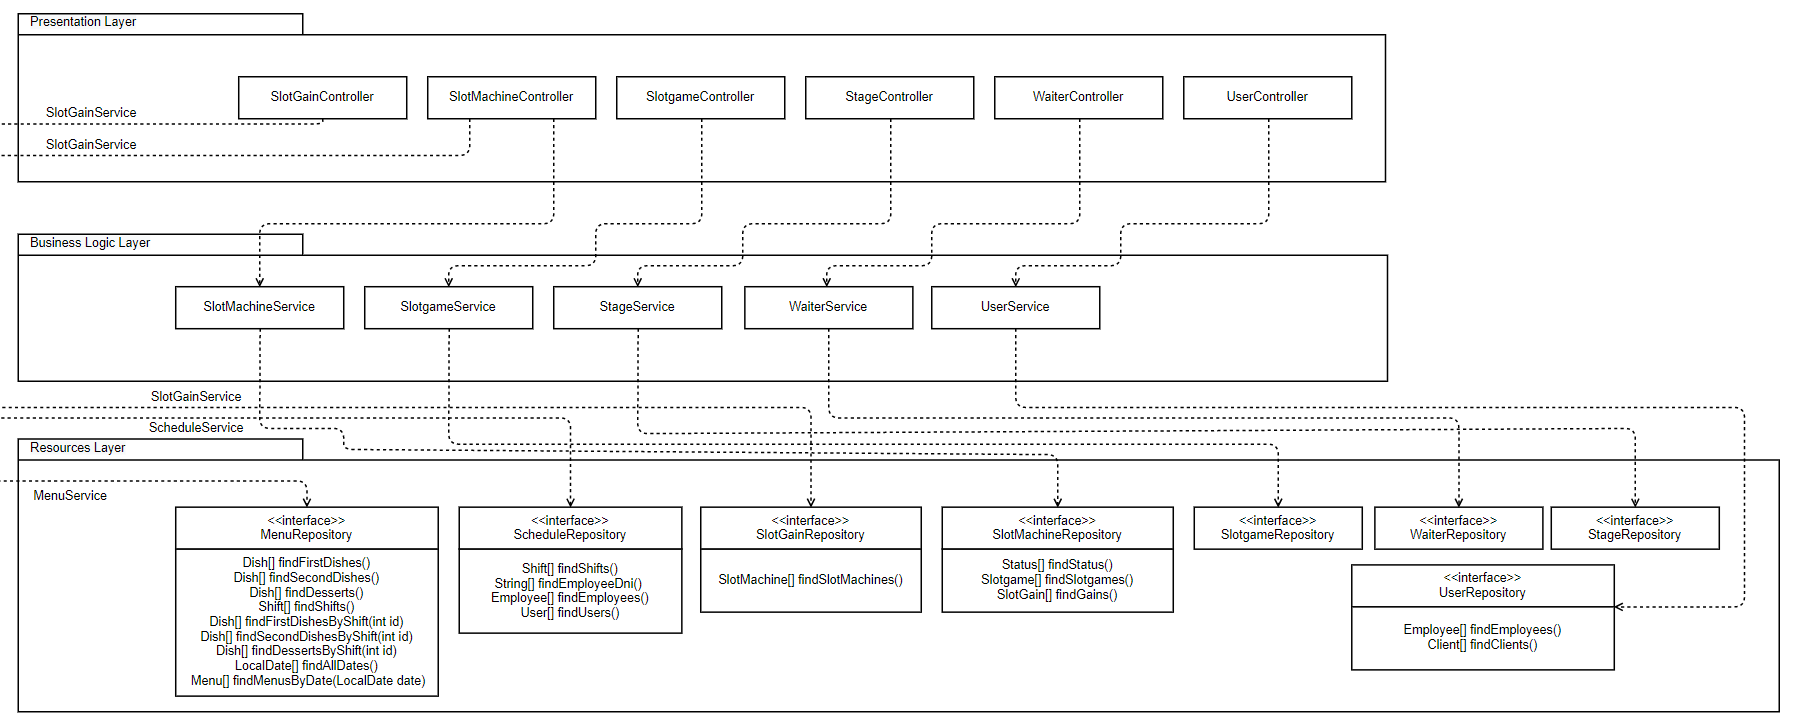 Presentation Layer
SlotGainController
SlotMachineController
SlotgameController
StageController
WaiterController
UserController
SlotGainService
SlotGainService
Business Logic Layer
SlotMachineService
SlotgameService
StageService
WaiterService
UserService
SlotGainService
ScheduleService
Resources Layer
MenuService
<<interface>>
MenuRepository
Dish[] findFirstDishes()
Dish[] findSecondDishes()
Dish[] findDesserts()
Shift[] findShifts()
Dish[] findFirstDishesByShift(int id)
Dish[] findSecondDishesByShift(int id)
Dish[] findDessertsByShift(int id)
LocalDate[] findAllDates()
Menu[] findMenusByDate(LocalDate date)
<<interface>>
ScheduleRepository
Shift[] findShifts()
String[] findEmployeeDni()
Employee[] findEmployees()
User[] findUsers()
<<interface>>
SlotGainRepository
SlotMachine[] findSlotMachines()
<<interface>>
SlotMachineRepository
Status[] findStatus()
Slotgame[] findSlotgames()
SlotGain[] findGains()
<<interface>>
SlotgameRepository
<<interface>>
WaiterRepository
<<interface>>
StageRepository
<<interface>>
UserRepository
Employee[] findEmployees()
Client[] findClients()